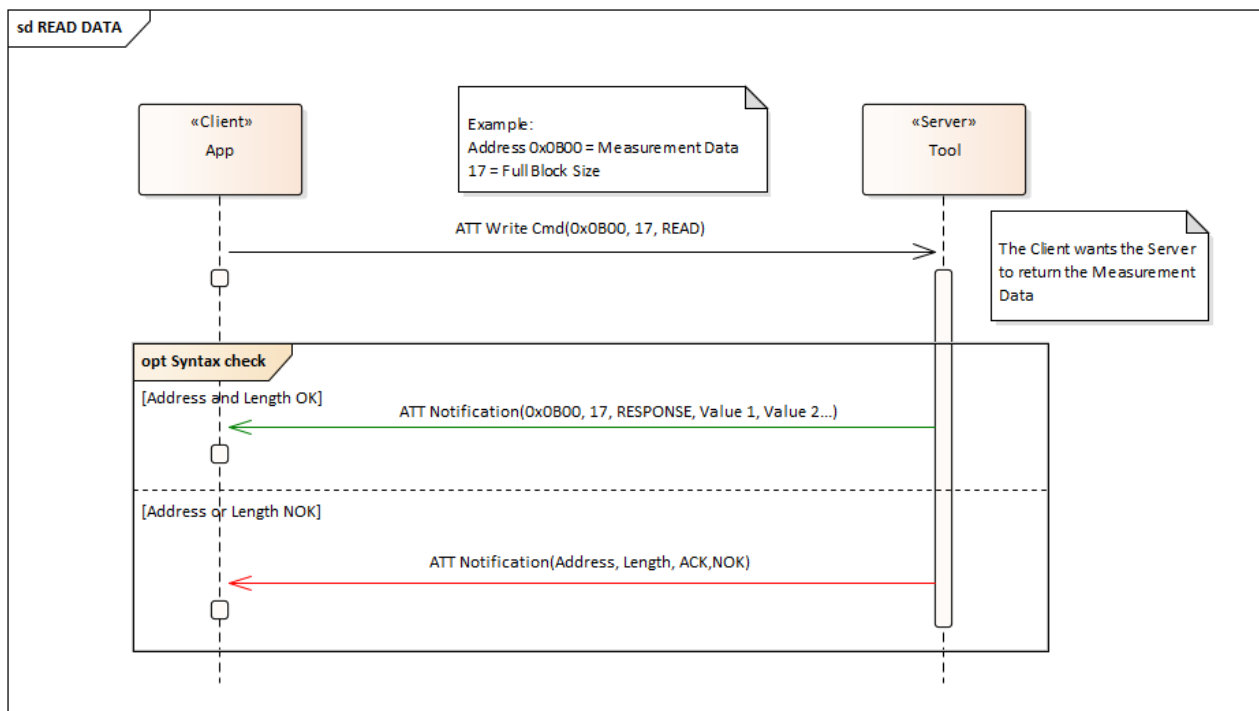 sd READ DATA
«Client»
App
Example:
Address 0x0B00 = Measurement Data
17 = Full Block Size
«Server»
Tool
ATT Write Cmd(0x0B00, 17, READ)
The Client wants the Server
to return the Measurement
Data
opt Syntax check
[Address and Length OK]
ATT Notification(0x0B00, 17, RESPONSE, Value 1, Value 2...)
[Address or Length NOK]
ATT Notification(Address, Length, ACK,NOK)